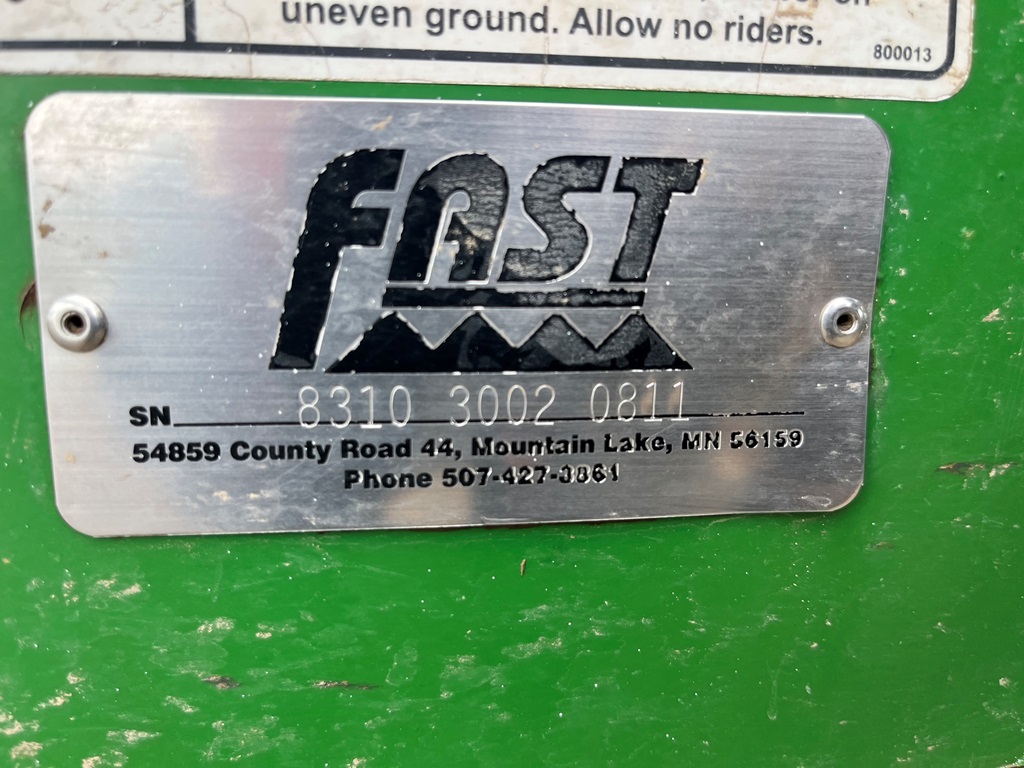 uneven ground. Allow no riders.
800013
FAST
SN 8310 3002 0811
54859 County Road 44, Mountain Lake, MN 56159
Phone 507-427-3861